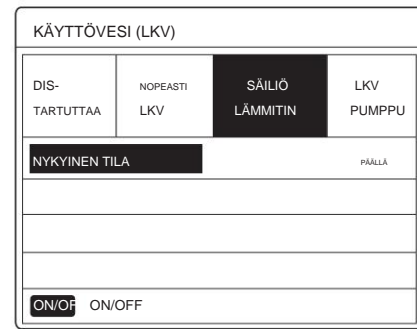 KÄYTTÖVESI (LKV)
DIS-
TARTUTTAA
NOPEASTI
LKV
SÄILIÖ
LÄMMITIN
LKV
PUMPPU
NYKYINEN TILA
PÄÄLLÄ
ON/OF ON/OFF